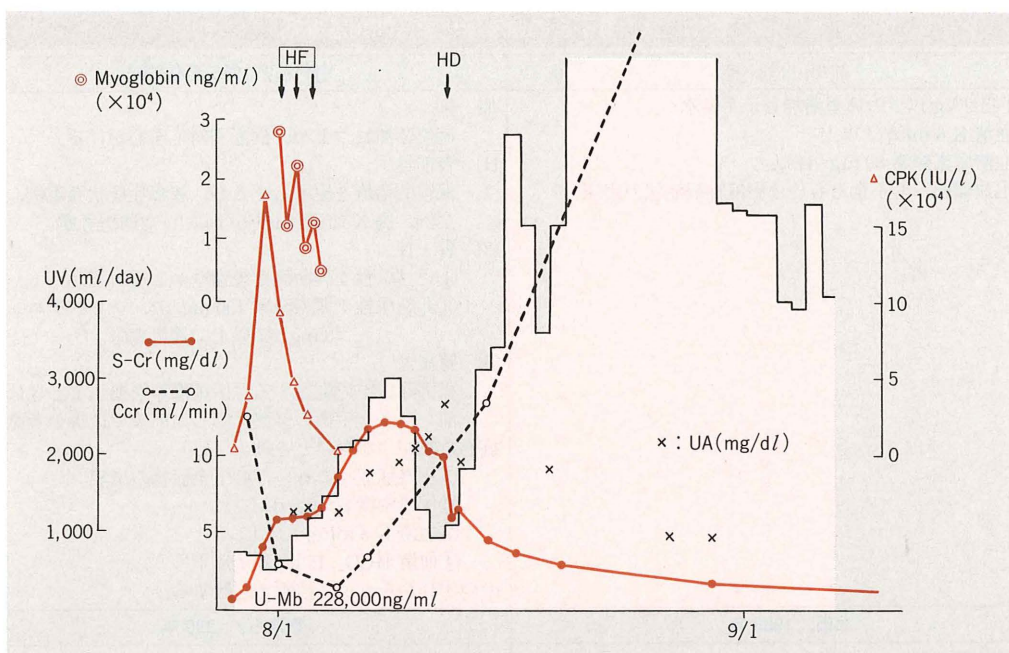 HF
HD
Myoglobin(ng/ml)
(×10⁴)
3
2
1
0
CPK(IU/l)
(×10⁴)
15
10
5
0
UV(ml/day)
4,000
3,000
2,000
1,000
S-Cr(mg/dl)
Ccr(ml/min)
10
5
×:UA(mg/dl)
U-Mb 228,000ng/ml
8/1
9/1